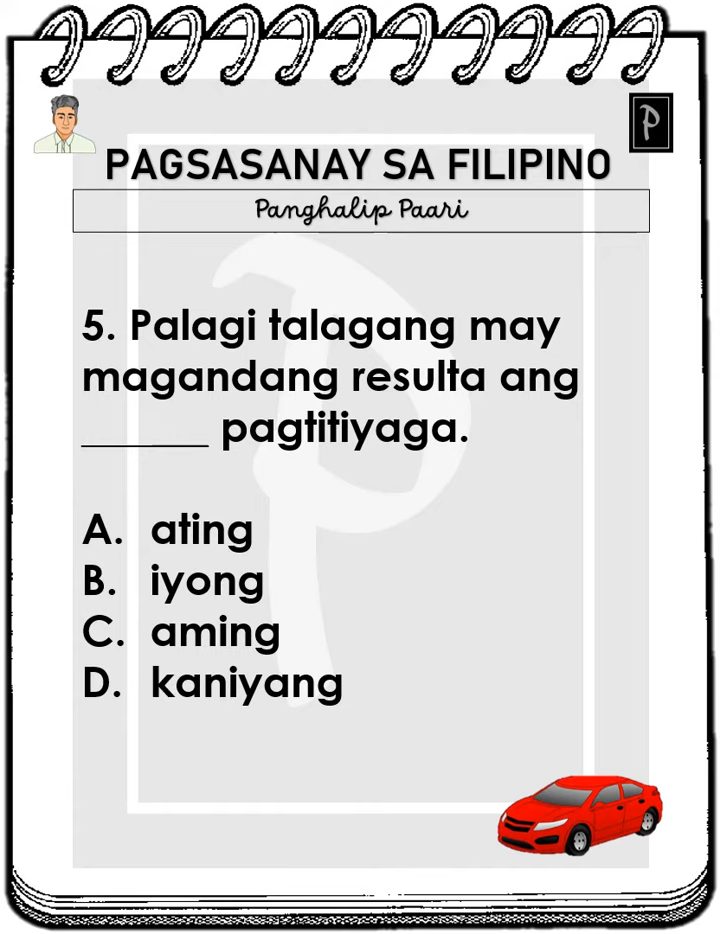 PAGSASANAY SA FILIPINO
Panghalip Paari
5. Palagi talagang may
magandang resulta ang
______ pagtitiyaga.
A. ating
B. iyong
C. aming
D. kaniyang